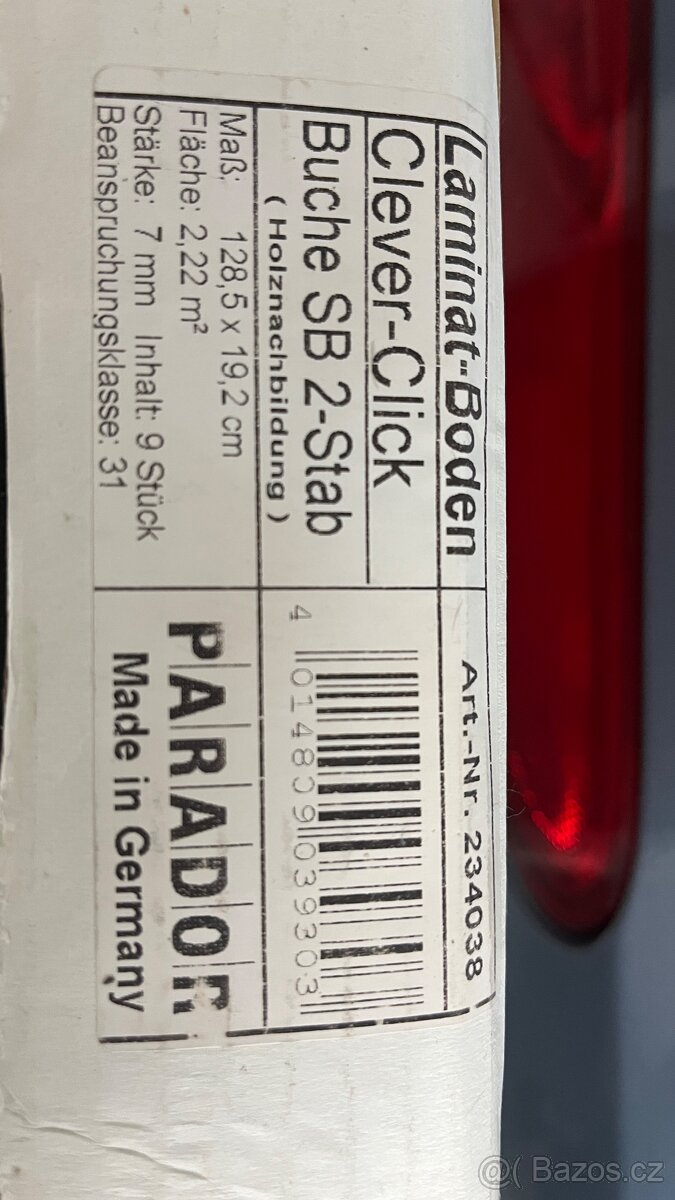 Laminat-Boden
Art.-Nr. 234038
Clever-Click
Buche SB 2-Stab
(Holznachbildung)
Maß: 128,5 x 19,2 cm
Fläche: 2,22 m²
Stärke: 7 mm Inhalt: 9 Stück
Beanspruchungsklasse: 31
4 014809 039303
PARADOR
Made in Germany
@( Bazos.cz